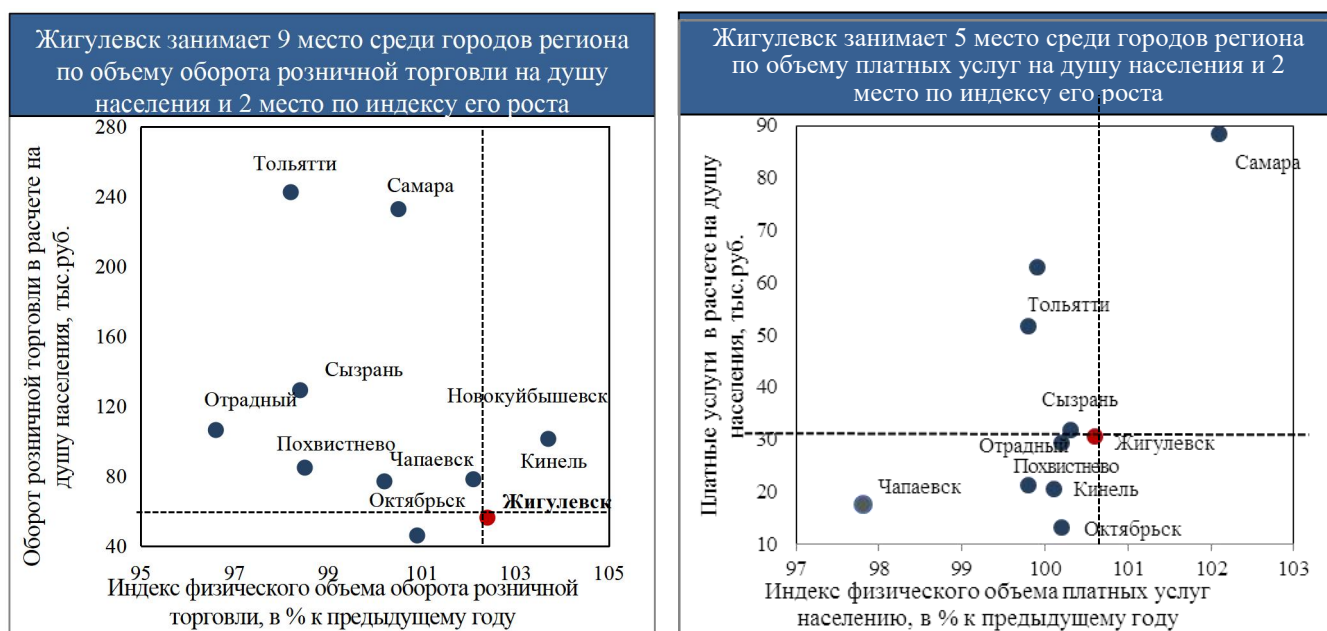 Жигулевск занимает 9 место среди городов региона
по объему оборота розничной торговли на душу
населения и 2 место по индексу его роста
Оборот розничной торговли в расчете на
душу населения, тыс.руб.
280
240
200
160
120
80
40
Тольятти
Самара
Сызрань
Отрадный
Новокуйбышевск
Похвистнево
Чапаевск
Кинель
Октябрьск
Жигулевск
95
97
99
101
103
105
Индекс физического объема оборота розничной
торговли, в % к предыдущему году
Жигулевск занимает 5 место среди городов региона
по объему платных услуг на душу населения и 2
место по индексу его роста
Платные услуги в расчете на душу
населения, тыс.руб.
90
80
70
60
50
40
30
20
10
Самара
Тольятти
Сызрань
Отрадный
Жигулевск
Похвистнево
Чапаевск
Кинель
Октябрьск
97
98
99
100
101
102
103
Индекс физического объема платных услуг
населению, в % к предыдущему году